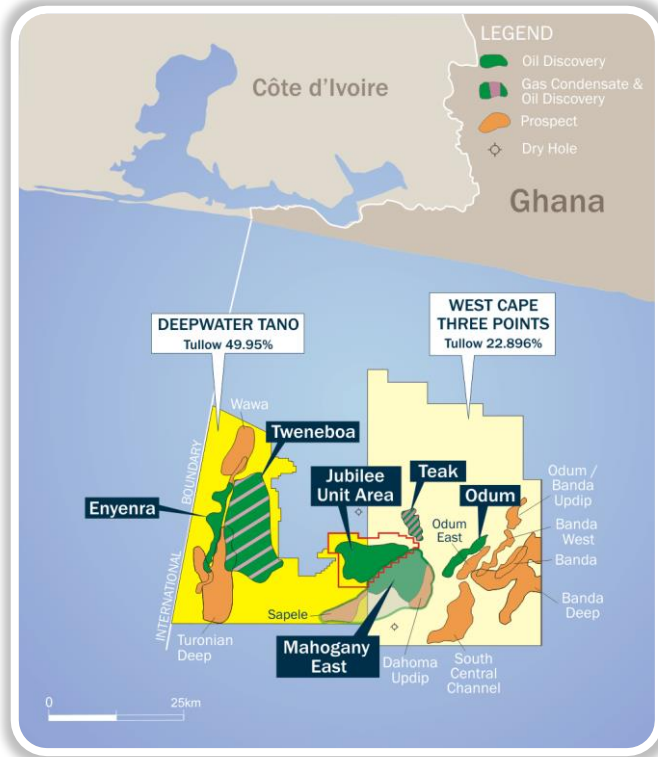 LEGEND
Oil Discovery
Gas Condensate &
Oil Discovery
Prospect
Dry Hole
Côte d'Ivoire
Ghana
DEEPWATER TANO
Tullow 49.95%
WEST CAPE
THREE POINTS
Tullow 22.896%
Wawa
Tweneboa
Enyenra
INTERNATIONAL BOUNDARY
Jubilee
Unit Area
Teak
Odum
Odum /
Banda
Updip
Odum
East
Banda
West
Banda
Banda
Deep
Turonian
Deep
Sapele
Mahogany
East
Dahoma
Updip
South
Central
Channel
0 25km